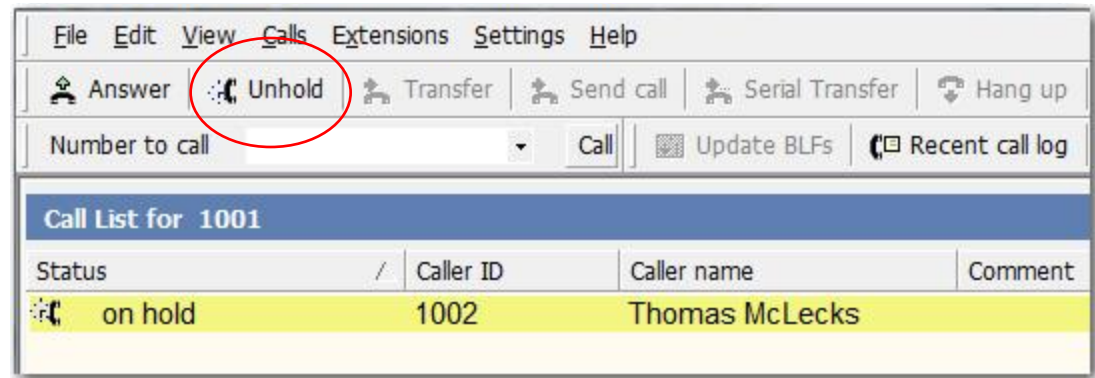 File Edit View Calls Extensions Settings Help
Answer Unhold Transfer Send call Serial Transfer Hang up
Number to call Call Update BLFs Recent call log
Call List for 1001
Status / Caller ID Caller name Comment
on hold 1002 Thomas McLecks